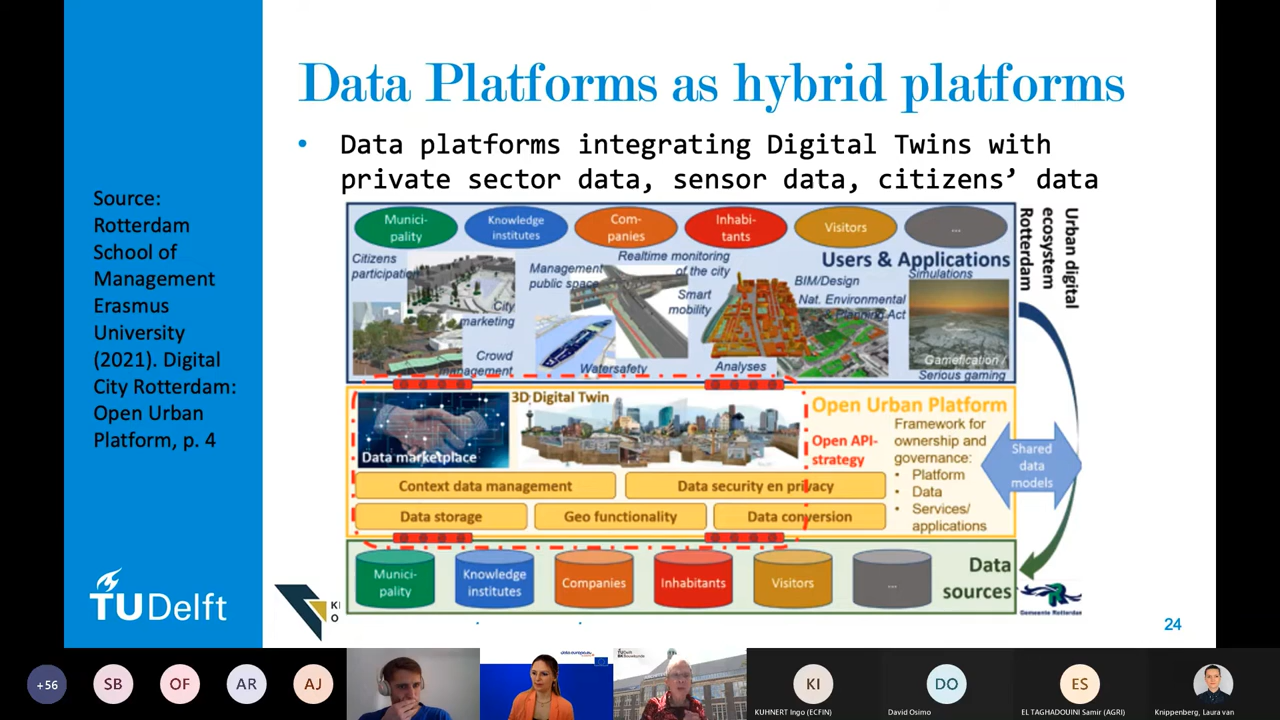 Data Platforms as hybrid platforms
• Data platforms integrating Digital Twins with
private sector data, sensor data, citizens’ data
Source:
Rotterdam
School of
Management
Erasmus
University
(2021). Digital
City Rotterdam:
Open Urban
Platform, p. 4
Munici-
pality
Knowledge
institutes
Com-
panies
Inhabi-
tants
Visitors
...
Users & Applications
Citizens
participation
City
marketing
Crowd
management
Management
public space
Watersafety
Realtime monitoring
of the city
Smart
mobility
Analyses
BIM/Design
Nat. Environmental
& Planning Act
Simulations
Gamefication /
Serious gaming
Urban digital
ecosystem
Rotterdam
Data marketplace
3D Digital Twin
Open Urban Platform
Open API-
strategy
Framework for
ownership and
governance:
• Platform
• Data
• Services/
applications
Shared
data
models
Context data management
Data security en privacy
Data storage
Geo functionality
Data conversion
Munici-
pality
Knowledge
institutes
Companies
Inhabitants
Visitors
...
Data
sources
Gemeente Rotterdam
TUDelft
24
+56
SB
OF
AR
AJ
KI
KUHNERT Ingo (ECFIN)
DO
David Osimo
ES
EL TAGHADOUINI Samir (AGRI)
Knippenberg, Laura van